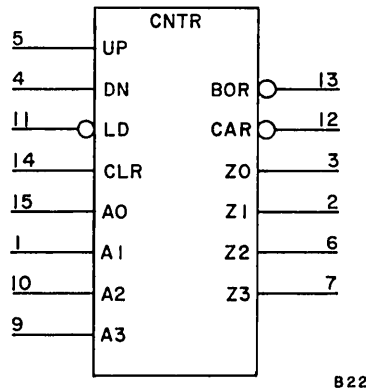 CNTR
5 UP
4 DN BOR 13
11 LD CAR 12
14 CLR Z0 3
15 A0 Z1 2
1 A1 Z2 6
10 A2 Z3 7
9 A3
B22